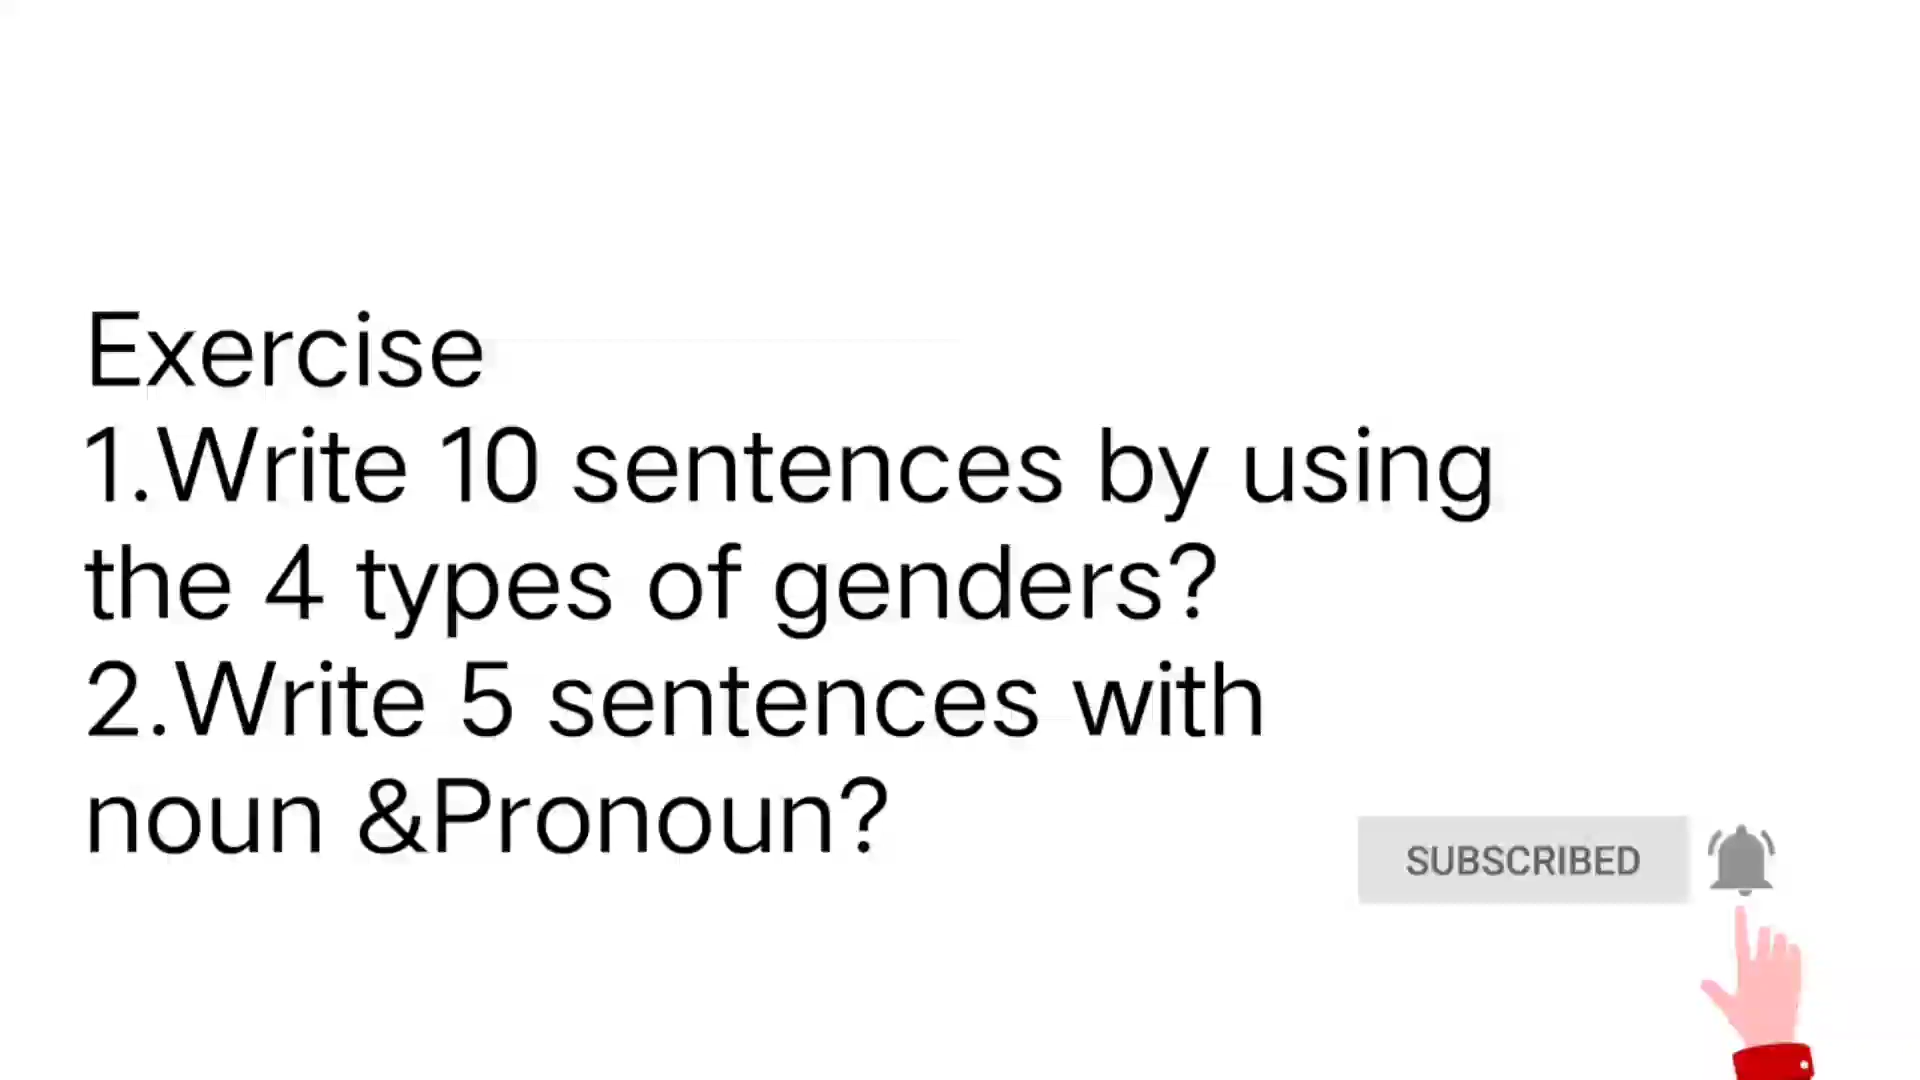 Exercise
1.Write 10 sentences by using
the 4 types of genders?
2.Write 5 sentences with
noun &Pronoun?
SUBSCRIBED